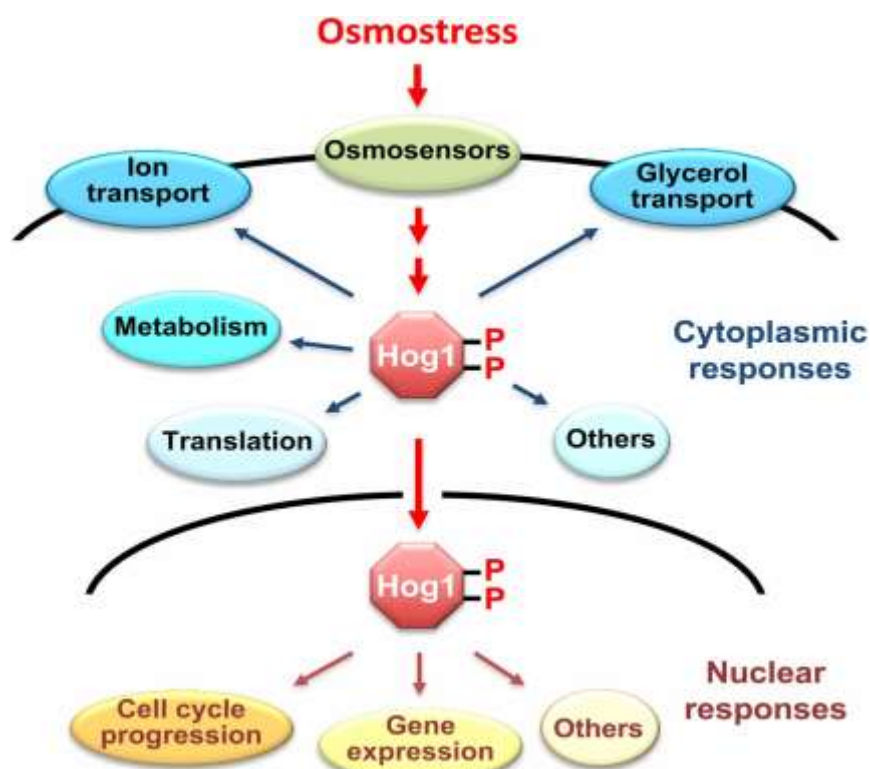 Osmostress
Osmosensors
Ion
transport
Glycerol
transport
Metabolism
Hog1
P
P
Cytoplasmic
responses
Translation
Others
Hog1
P
P
Nuclear
responses
Cell cycle
progression
Gene
expression
Others